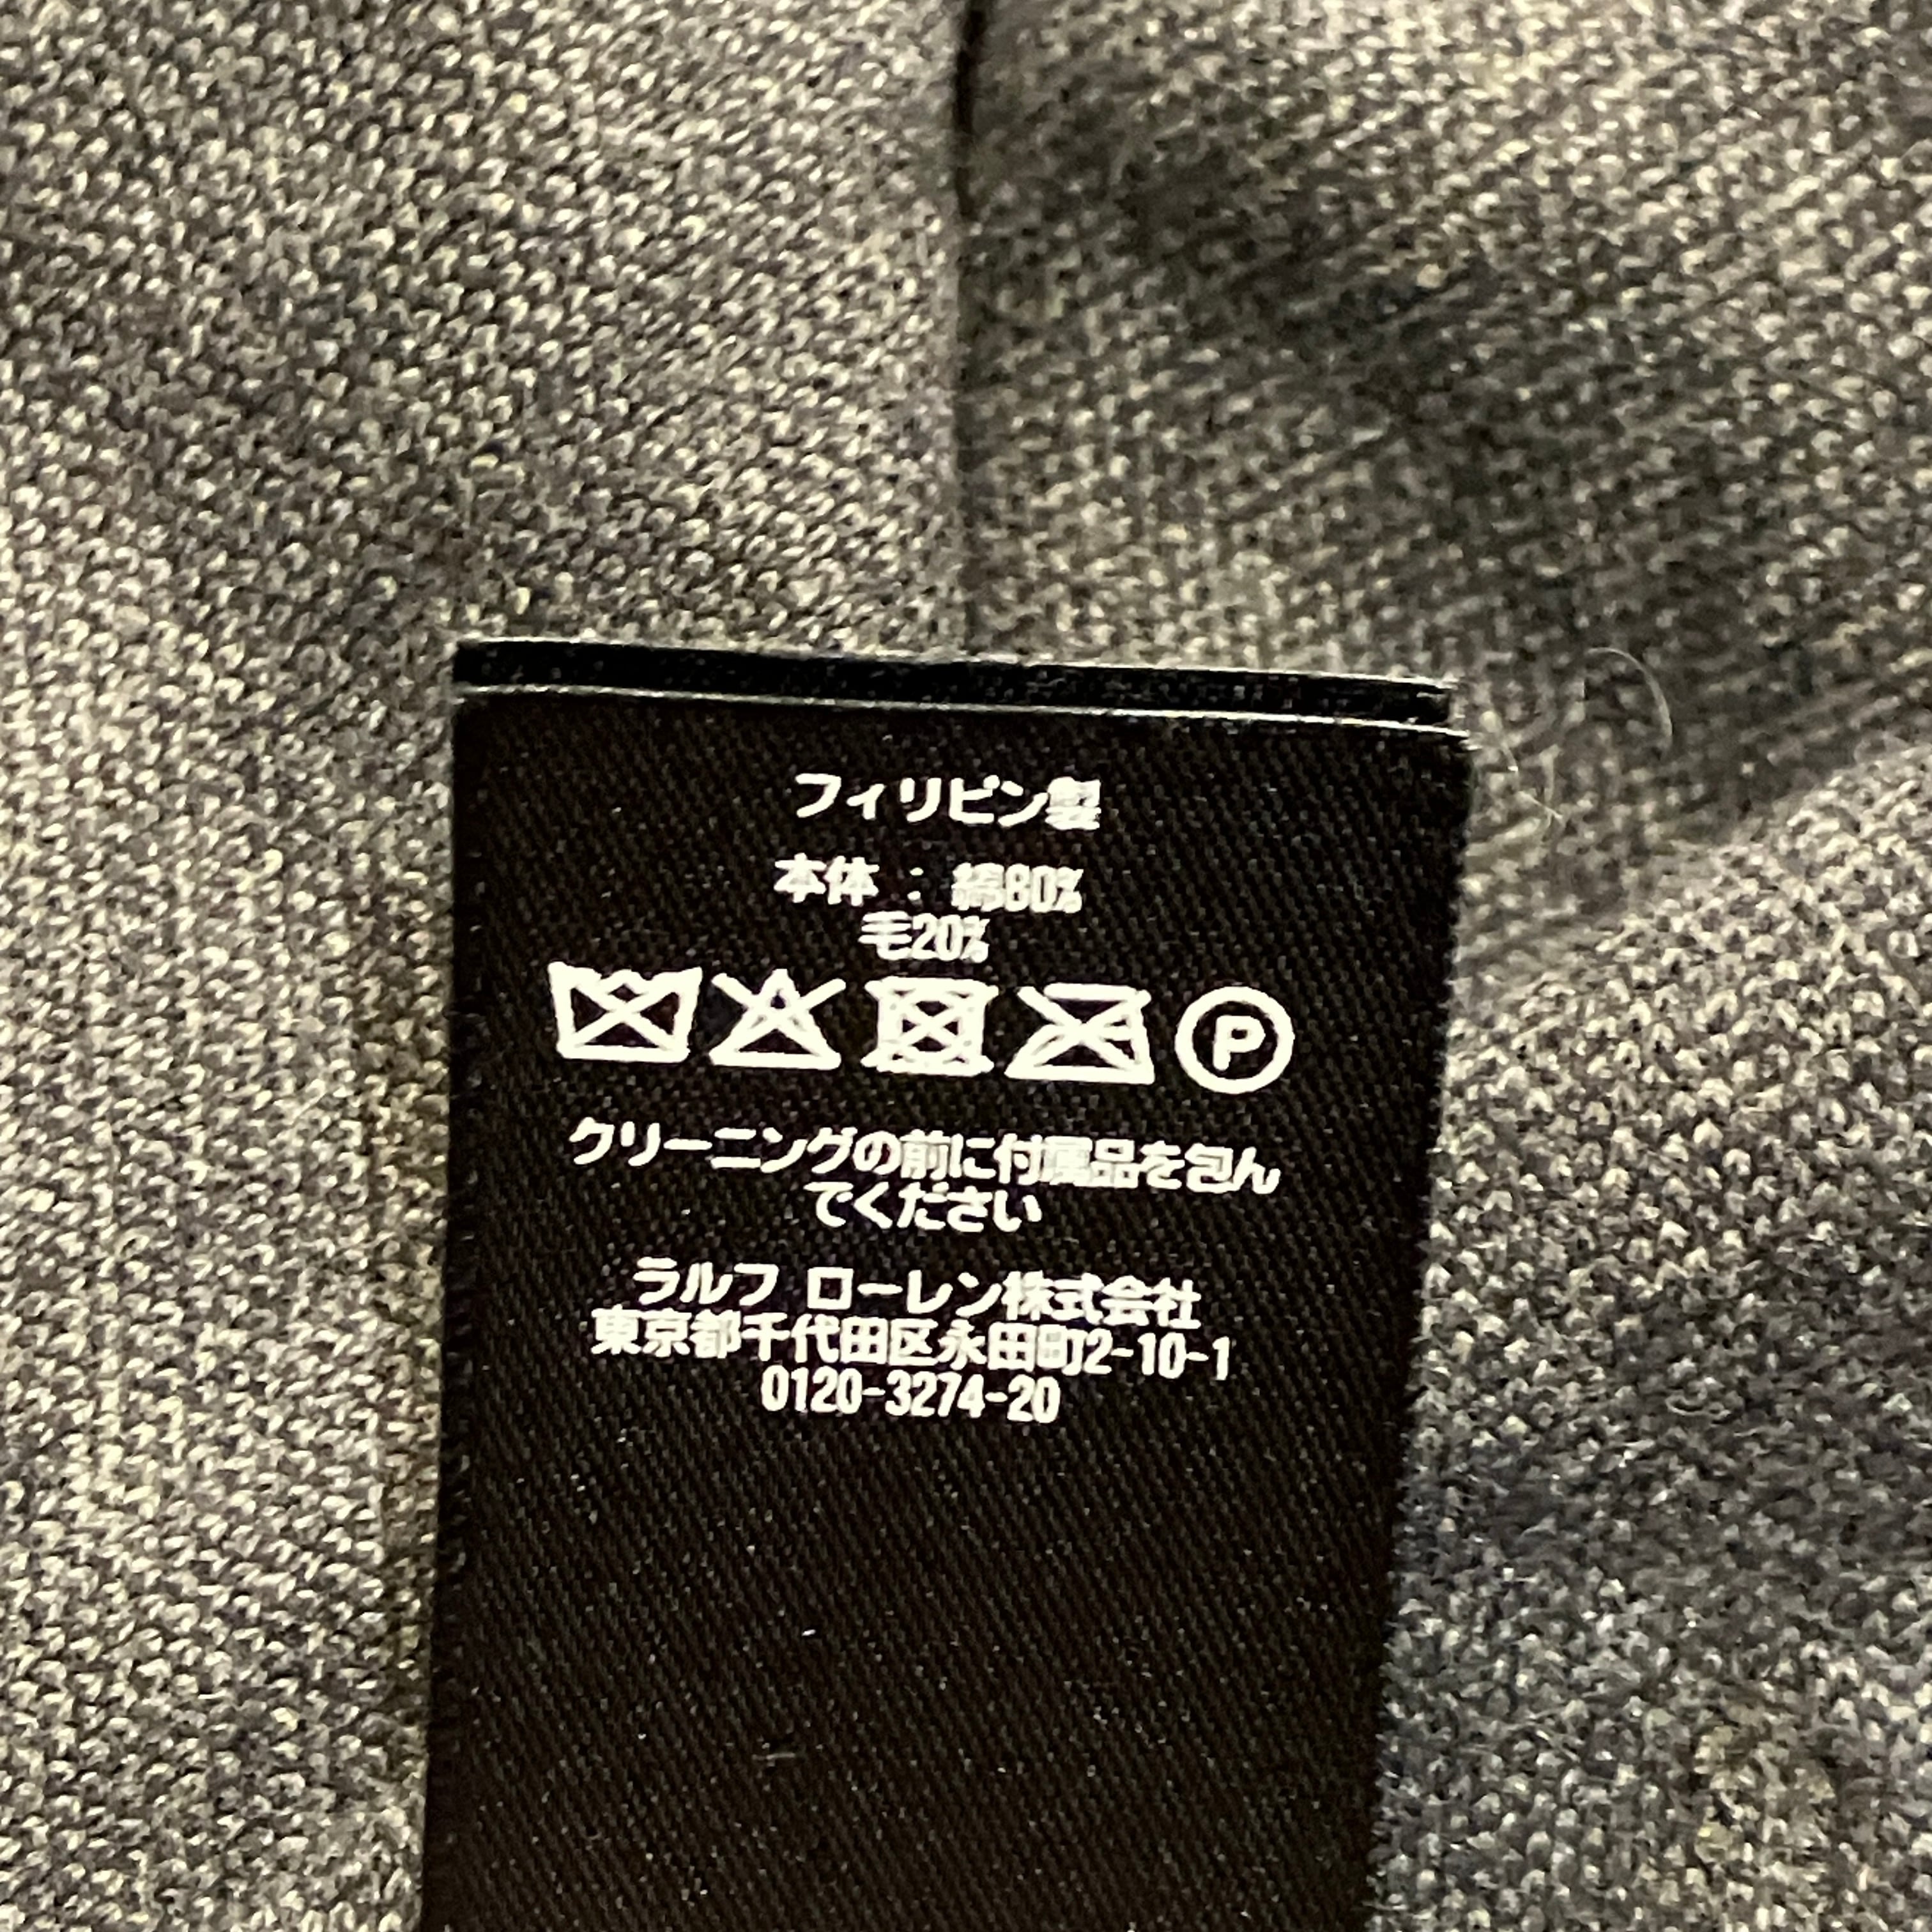 フィリピン製
本体 : 綿80%
毛20%
P
クリーニングの前に付属品を包ん
でください
ラルフ ローレン株式会社
東京都千代田区永田町2-10-1
0120-3274-20